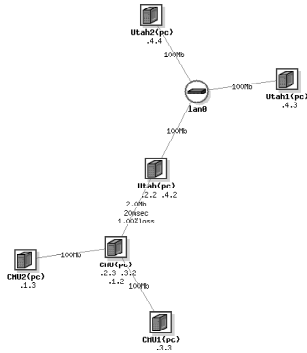 Utah2(pc)
.4.4
100Mb
100Mb
Utah1(pc)
.4.3
lan0
100Mb
Utah(pc)
.2.2 .4.2
2.0Mb
20msec
1.00%loss
100Mb
CMU(pc)
.2.3 .3.2
.1.2
CMU2(pc)
.1.3
100Mb
CMU1(pc)
.3.3